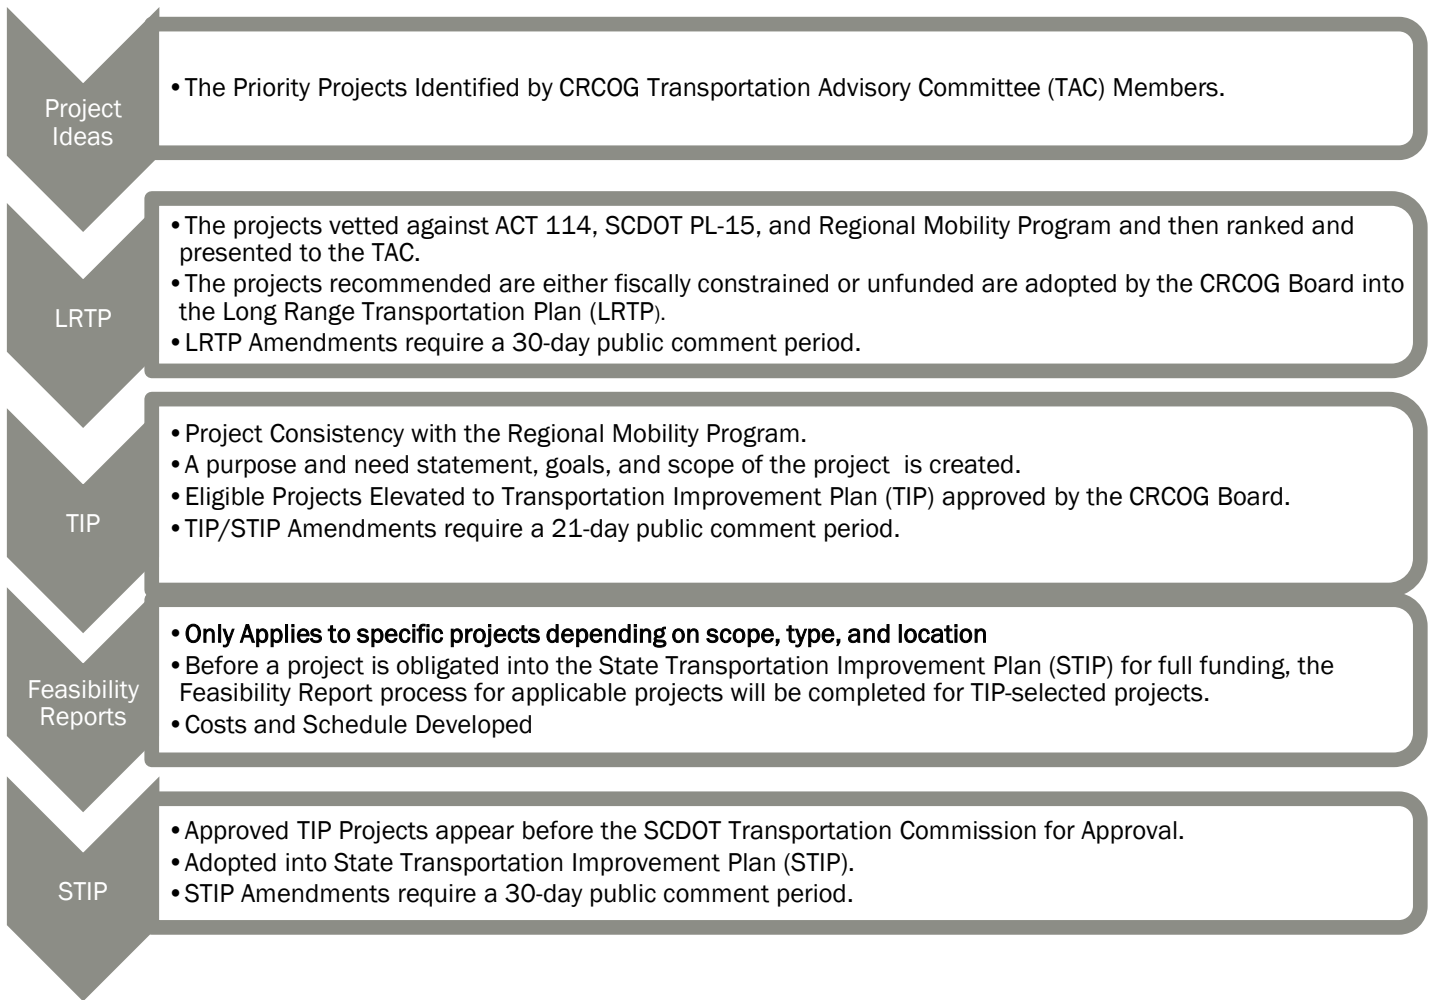 Project
Ideas
•The Priority Projects Identified by CRCOG Transportation Advisory Committee (TAC) Members.
LRTP
•The projects vetted against ACT 114, SCDOT PL-15, and Regional Mobility Program and then ranked and
presented to the TAC.
•The projects recommended are either fiscally constrained or unfunded are adopted by the CRCOG Board into
the Long Range Transportation Plan (LRTP).
•LRTP Amendments require a 30-day public comment period.
TIP
•Project Consistency with the Regional Mobility Program.
•A purpose and need statement, goals, and scope of the project  is created.
•Eligible Projects Elevated to Transportation Improvement Plan (TIP) approved by the CRCOG Board.
•TIP/STIP Amendments require a 21-day public comment period.
Feasibility
Reports
•Only Applies to specific projects depending on scope, type, and location
•Before a project is obligated into the State Transportation Improvement Plan (STIP) for full funding, the
Feasibility Report process for applicable projects will be completed for TIP-selected projects.
•Costs and Schedule Developed
STIP
•Approved TIP Projects appear before the SCDOT Transportation Commission for Approval.
•Adopted into State Transportation Improvement Plan (STIP).
•STIP Amendments require a 30-day public comment period.